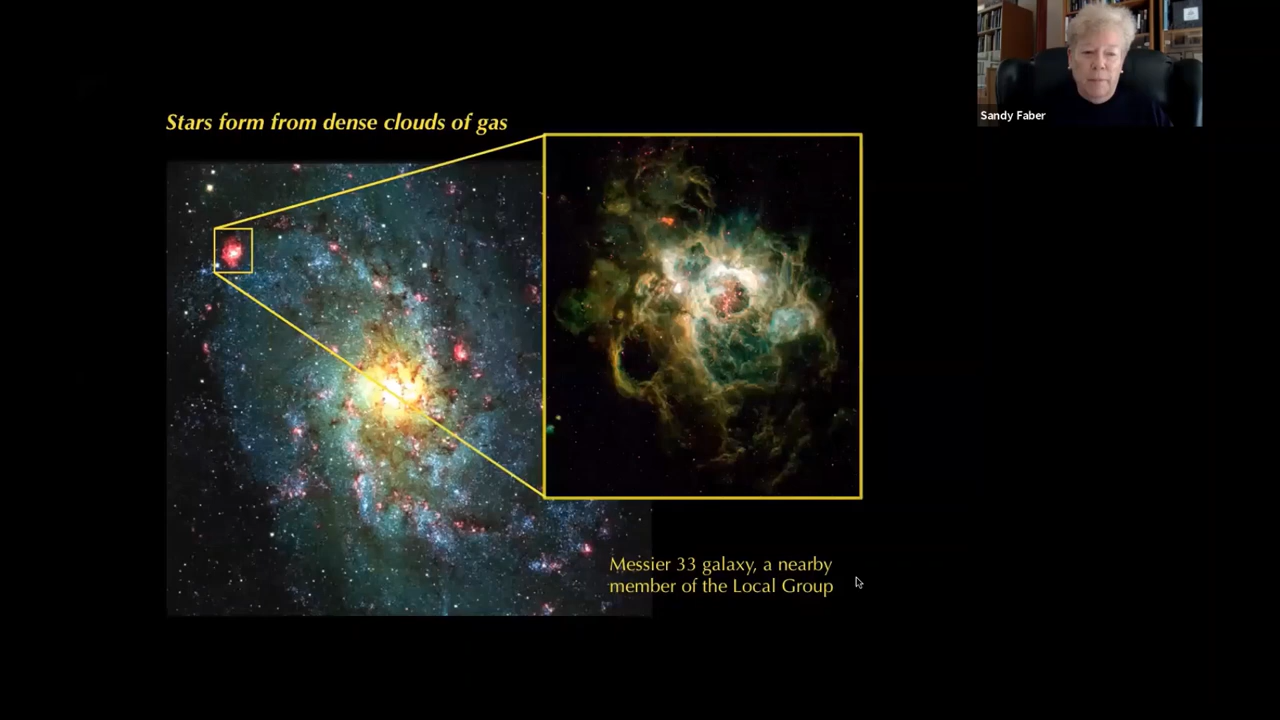 Sandy Faber
Stars form from dense clouds of gas
Messier 33 galaxy, a nearby
member of the Local Group